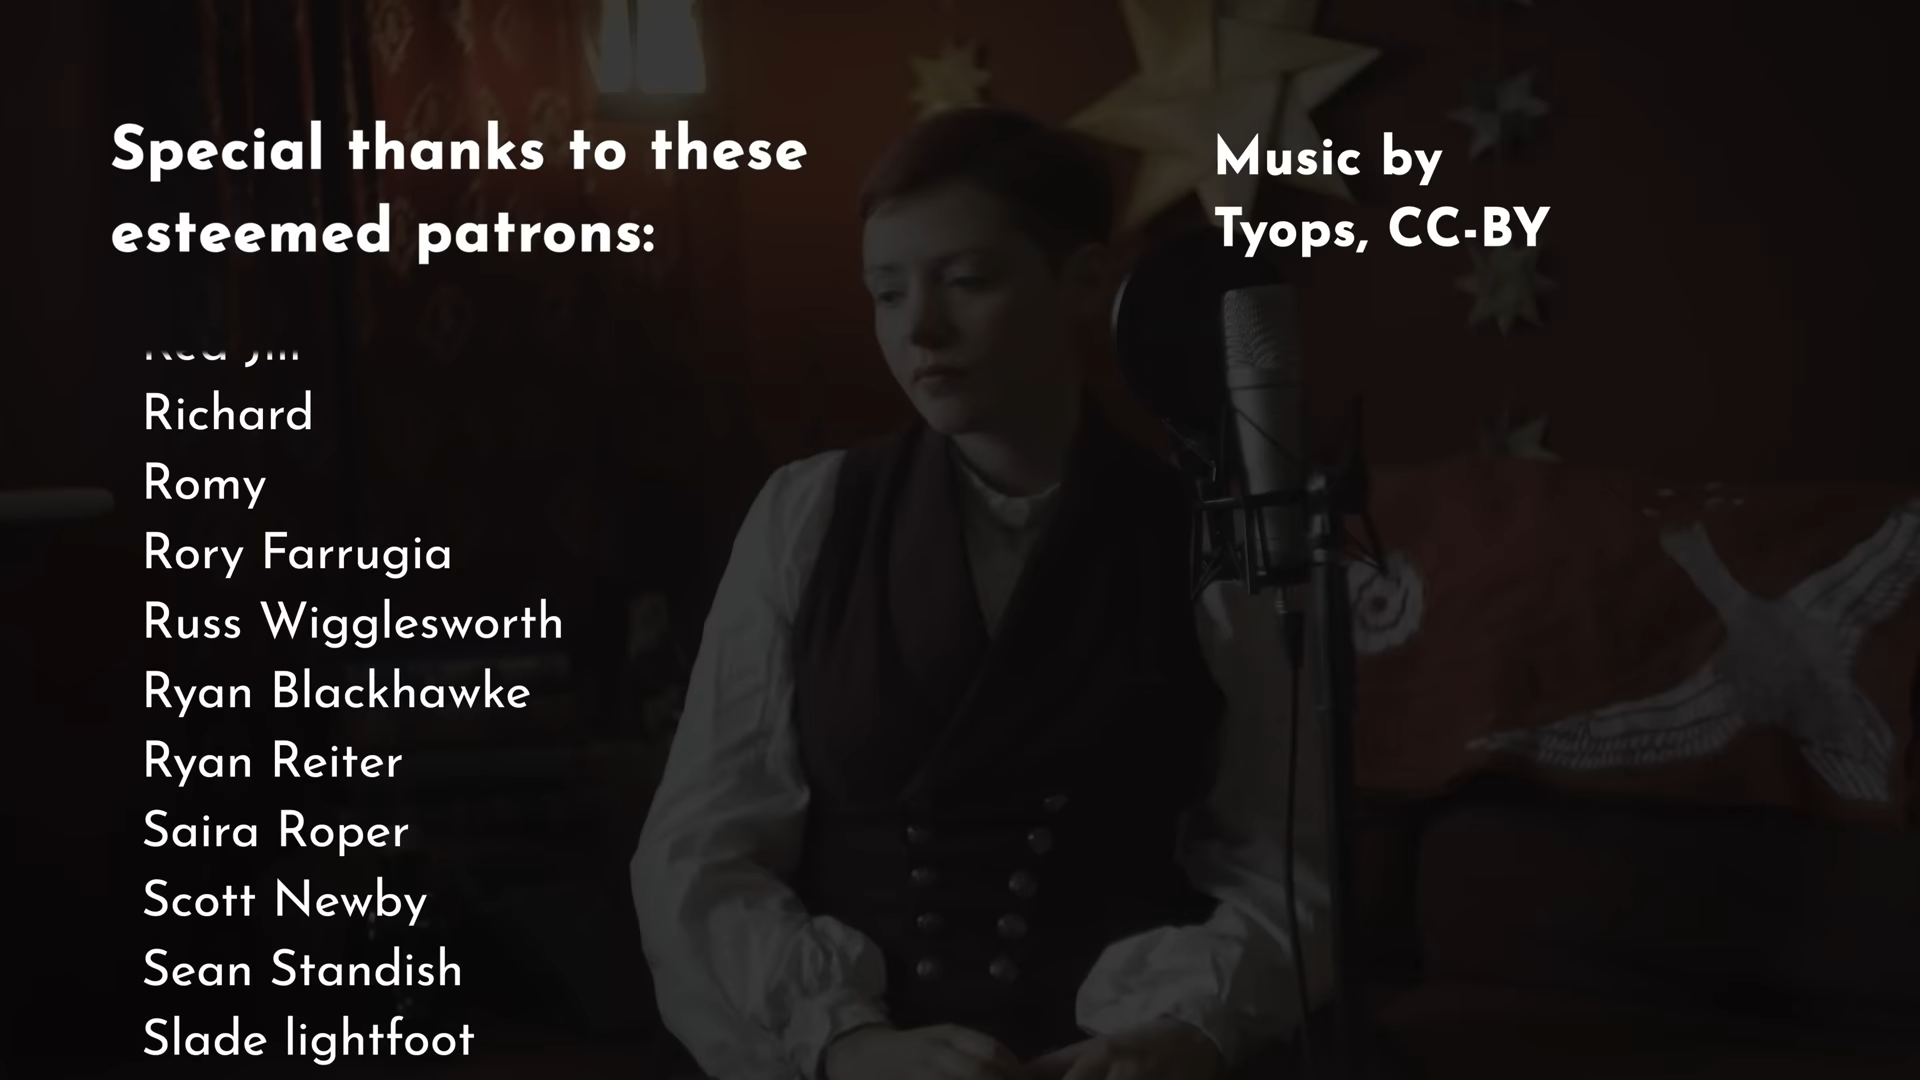 Special thanks to these
esteemed patrons:
Richard
Romy
Rory Farrugia
Russ Wigglesworth
Ryan Blackhawke
Ryan Reiter
Saira Roper
Scott Newby
Sean Standish
Slade lightfoot
Music by
Tyops, CC-BY